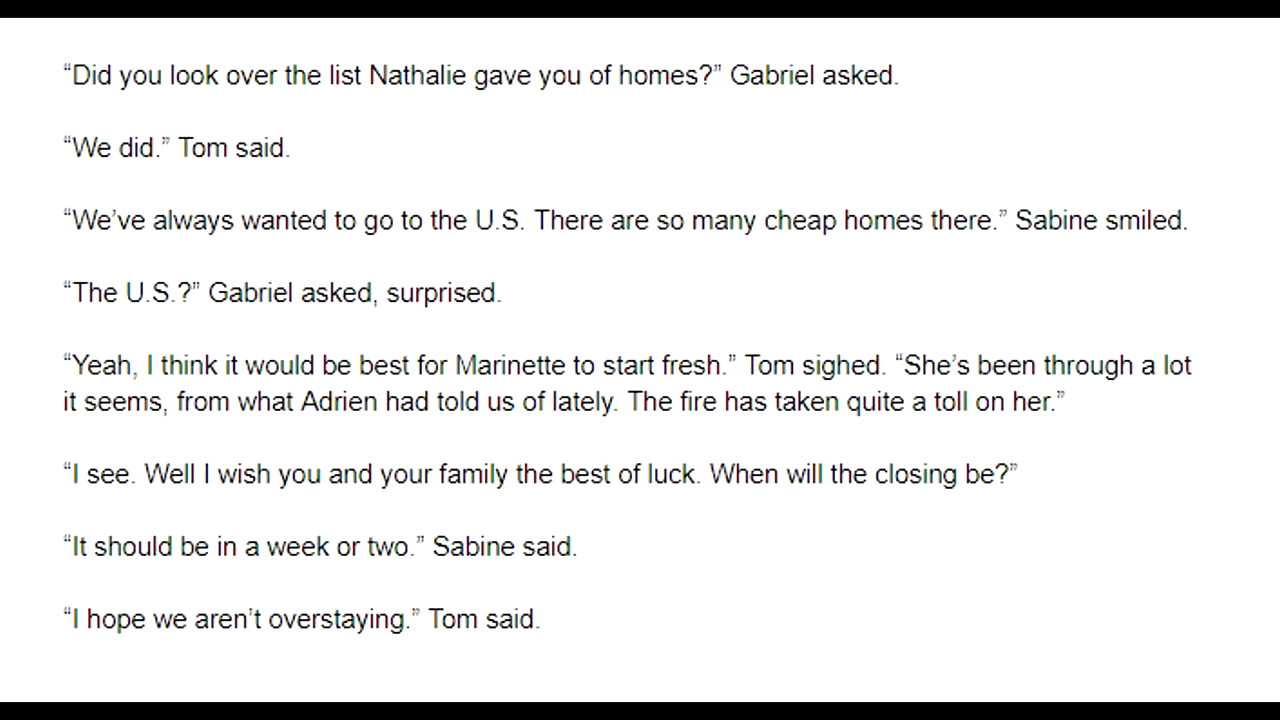 “Did you look over the list Nathalie gave you of homes?” Gabriel asked.
“We did.” Tom said.
“We’ve always wanted to go to the U.S. There are so many cheap homes there.” Sabine smiled.
“The U.S.?” Gabriel asked, surprised.
“Yeah, I think it would be best for Marinette to start fresh.” Tom sighed. “She’s been through a lot
it seems, from what Adrien had told us of lately. The fire has taken quite a toll on her.”
“I see. Well I wish you and your family the best of luck. When will the closing be?”
“It should be in a week or two.” Sabine said.
“I hope we aren’t overstaying.” Tom said.